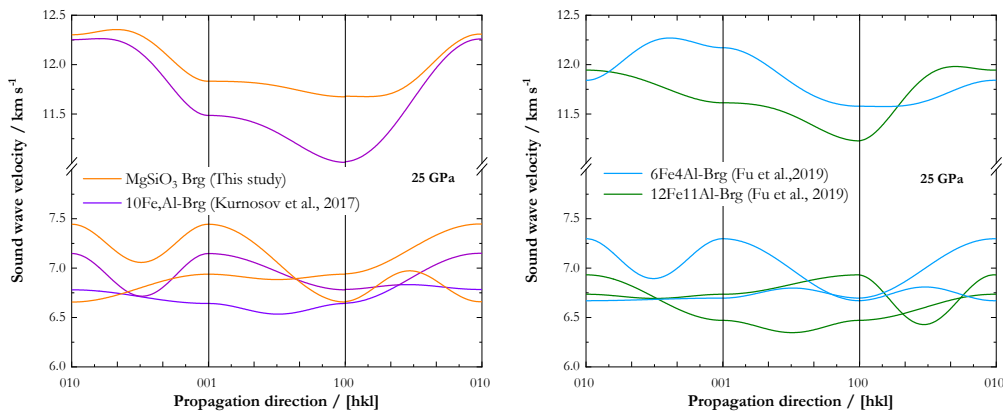 12.5
12.0
11.5
7.5
7.0
6.5
6.0
Sound wave velocity / km s⁻¹
MgSiO₃ Brg (This study)
10Fe,Al-Brg (Kurnosov et al., 2017)
25 GPa
010
001
100
010
Propagation direction / [hkl]
12.5
12.0
11.5
7.5
7.0
6.5
6.0
Sound wave velocity / km s⁻¹
6Fe4Al-Brg (Fu et al.,2019)
12Fe11Al-Brg (Fu et al., 2019)
25 GPa
010
001
100
010
Propagation direction / [hkl]